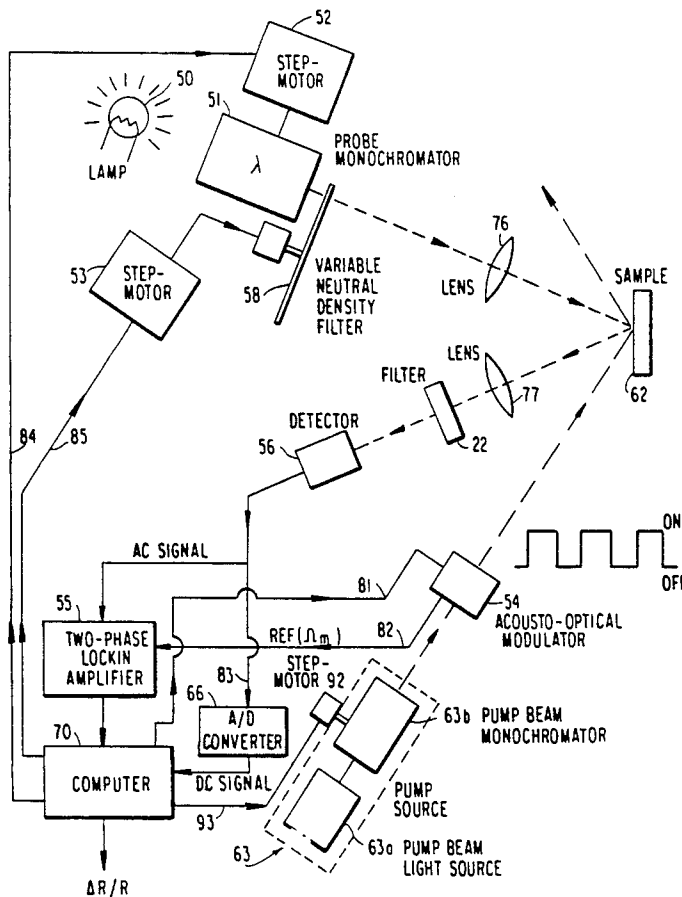 52
STEP-
MOTOR
50
LAMP
51
λ
PROBE
MONOCHROMATOR
53
STEP-
MOTOR
58
VARIABLE
NEUTRAL
DENSITY
FILTER
76
LENS
SAMPLE
62
LENS
77
FILTER
22
DETECTOR
56
84
85
AC SIGNAL
81
ON
OFF
54
ACOUSTO-OPTICAL
MODULATOR
55
TWO-PHASE
LOCKIN
AMPLIFIER
REF(Ωm)
82
83
STEP-
MOTOR 92
66
A/D
CONVERTER
63b PUMP BEAM
MONOCHROMATOR
70
COMPUTER
DC SIGNAL
93
PUMP
SOURCE
63
63a PUMP BEAM
LIGHT SOURCE
ΔR/R